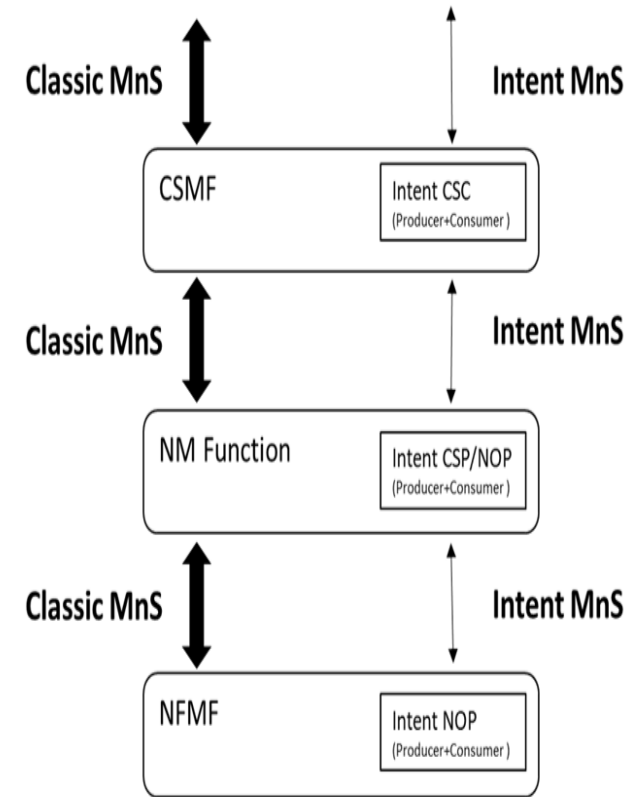 Classic MnS
Intent MnS
CSMF
Intent CSC
(Producer+Consumer )
Classic MnS
Intent MnS
NM Function
Intent CSP/NOP
(Producer+Consumer )
Classic MnS
Intent MnS
NFMF
Intent NOP
(Producer+Consumer )